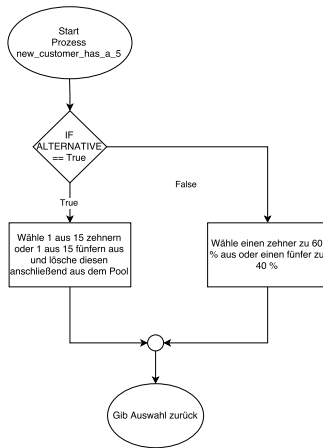 Start
Prozess
new_customer_has_a_5
IF
ALTERNATIVE
== True
True
False
Wähle 1 aus 15 zehnern
oder 1 aus 15 fünfern aus
und lösche diesen
anschließend aus dem Pool
Wähle einen zehner zu 60
% aus oder einen fünfer zu
40 %
Gib Auswahl zurück